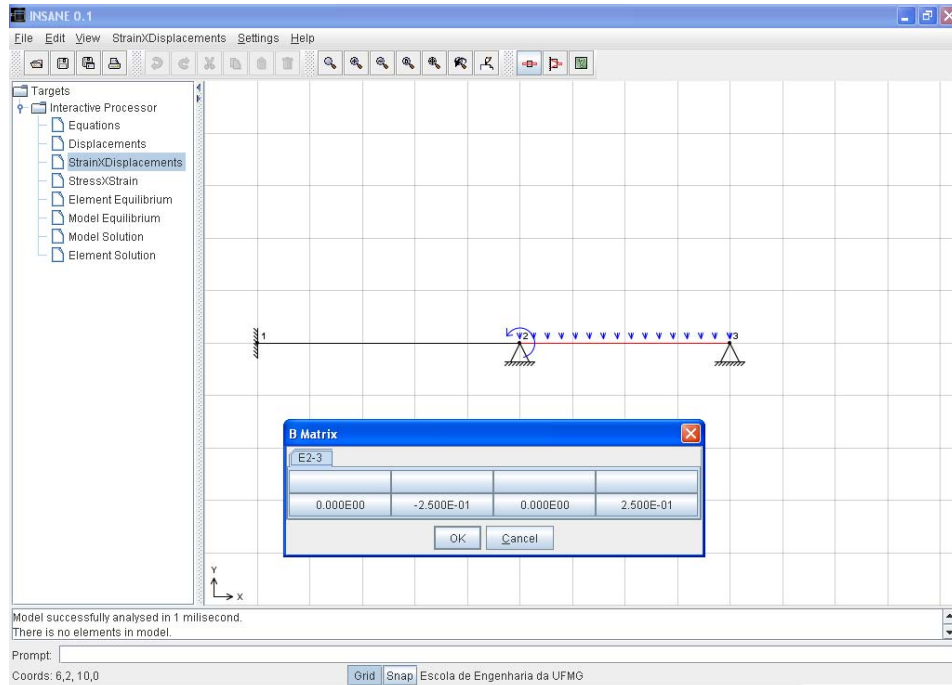 INSANE 0.1
File Edit View StrainXDisplacements Settings Help
Targets
Interactive Processor
Equations
Displacements
StrainXDisplacements
StressXStrain
Element Equilibrium
Model Equilibrium
Model Solution
Element Solution
1
2
3
B Matrix
E2-3
0.000E00 -2.500E-01 0.000E00 2.500E-01
OK Cancel
Y
X
Model successfully analysed in 1 milisecond.
There is no elements in model.
Prompt:
Coords: 6,2, 10,0 Grid Snap Escola de Engenharia da UFMG